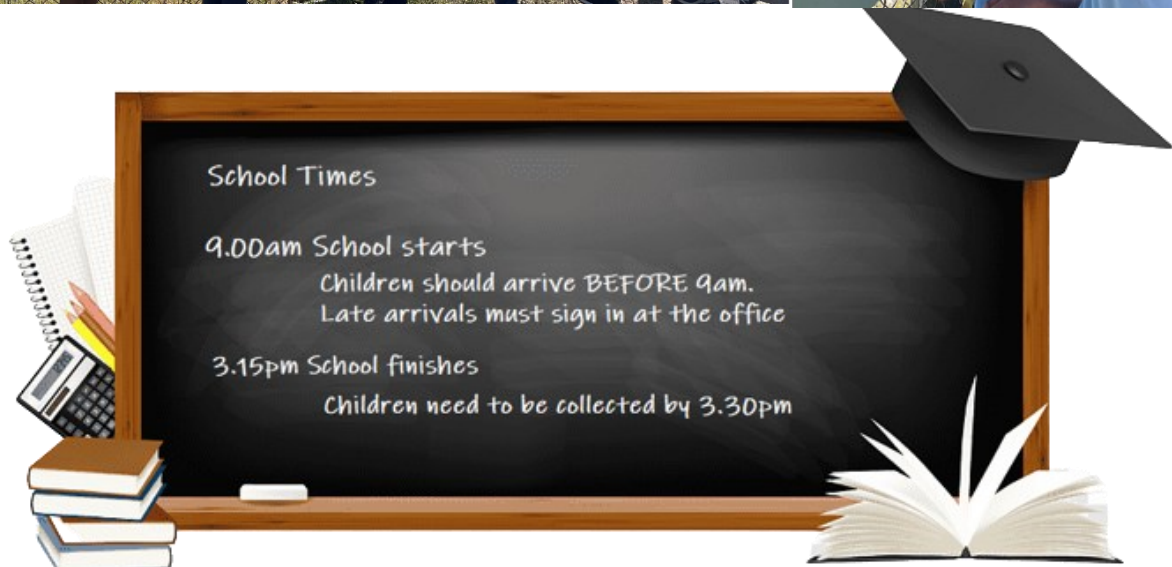 School Times
9.00am School starts
Children should arrive BEFORE 9am.
Late arrivals must sign in at the office
3.15pm School finishes
Children need to be collected by 3.30pm